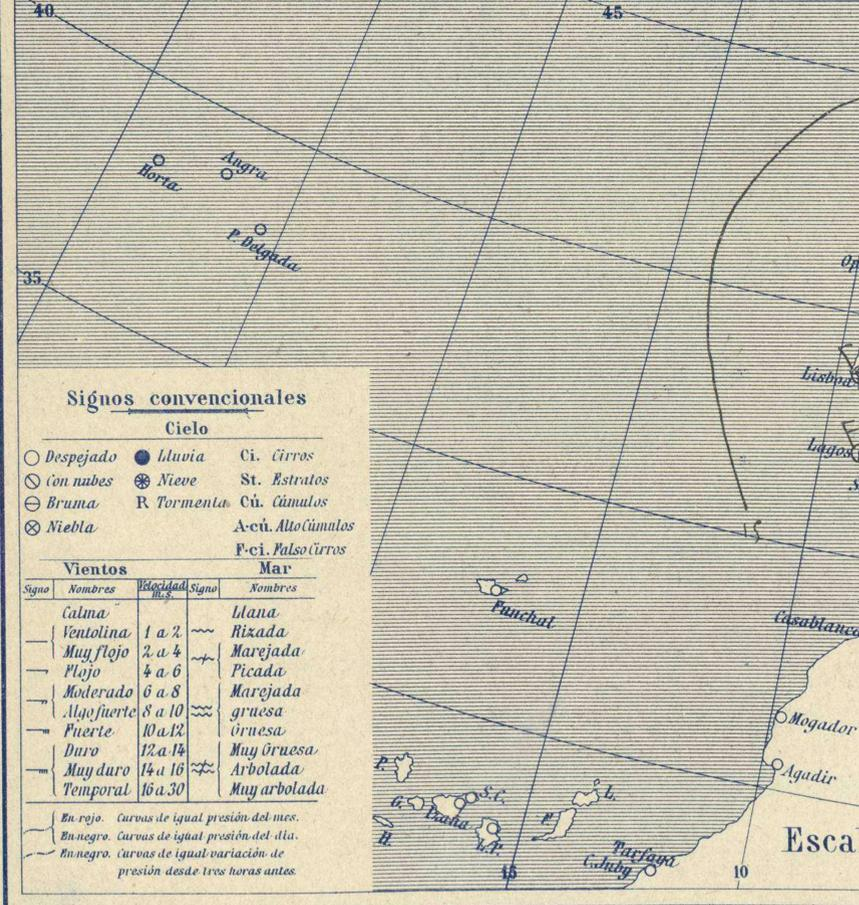 40
45
Horta
Angra
P. Delgada
35
Op
Lisboa
Lagos
S
15
Signos convencionales
Cielo
Despejado Lluvia Ci. Cirros
Con nubes Nieve St. Estratos
Bruma R Tormenta Cú. Cúmulos
Niebla A-cú. Alto Cúmulos
F-ci. Falso Cirros
Vientos Mar
Signo Nombres Velocidad m.s. Signo Nombres
Calma Llana
Ventolina 1 a 2 Rizada
Muy flojo 2 a 4 Marejada
Flojo 4 a 6 Picada
Moderado 6 a 8 Marejada
Algo fuerte 8 a 10 gruesa
Fuerte 10 a 12 Gruesa
Duro 12 a 14 Muy Gruesa
Muy duro 14 a 16 Arbolada
Temporal 16 a 30 Muy arbolada
En rojo. Curvas de igual presión del mes.
En negro. Curvas de igual presión del dia.
En negro. Curvas de igual variación de
presión desde tres horas antes.
Funchal
Casablanca
Mogador
Agadir
P.
G.
S.C.
L.
H.
L.P.
F.
Tarfaya
C. Juby
Esca
15
10